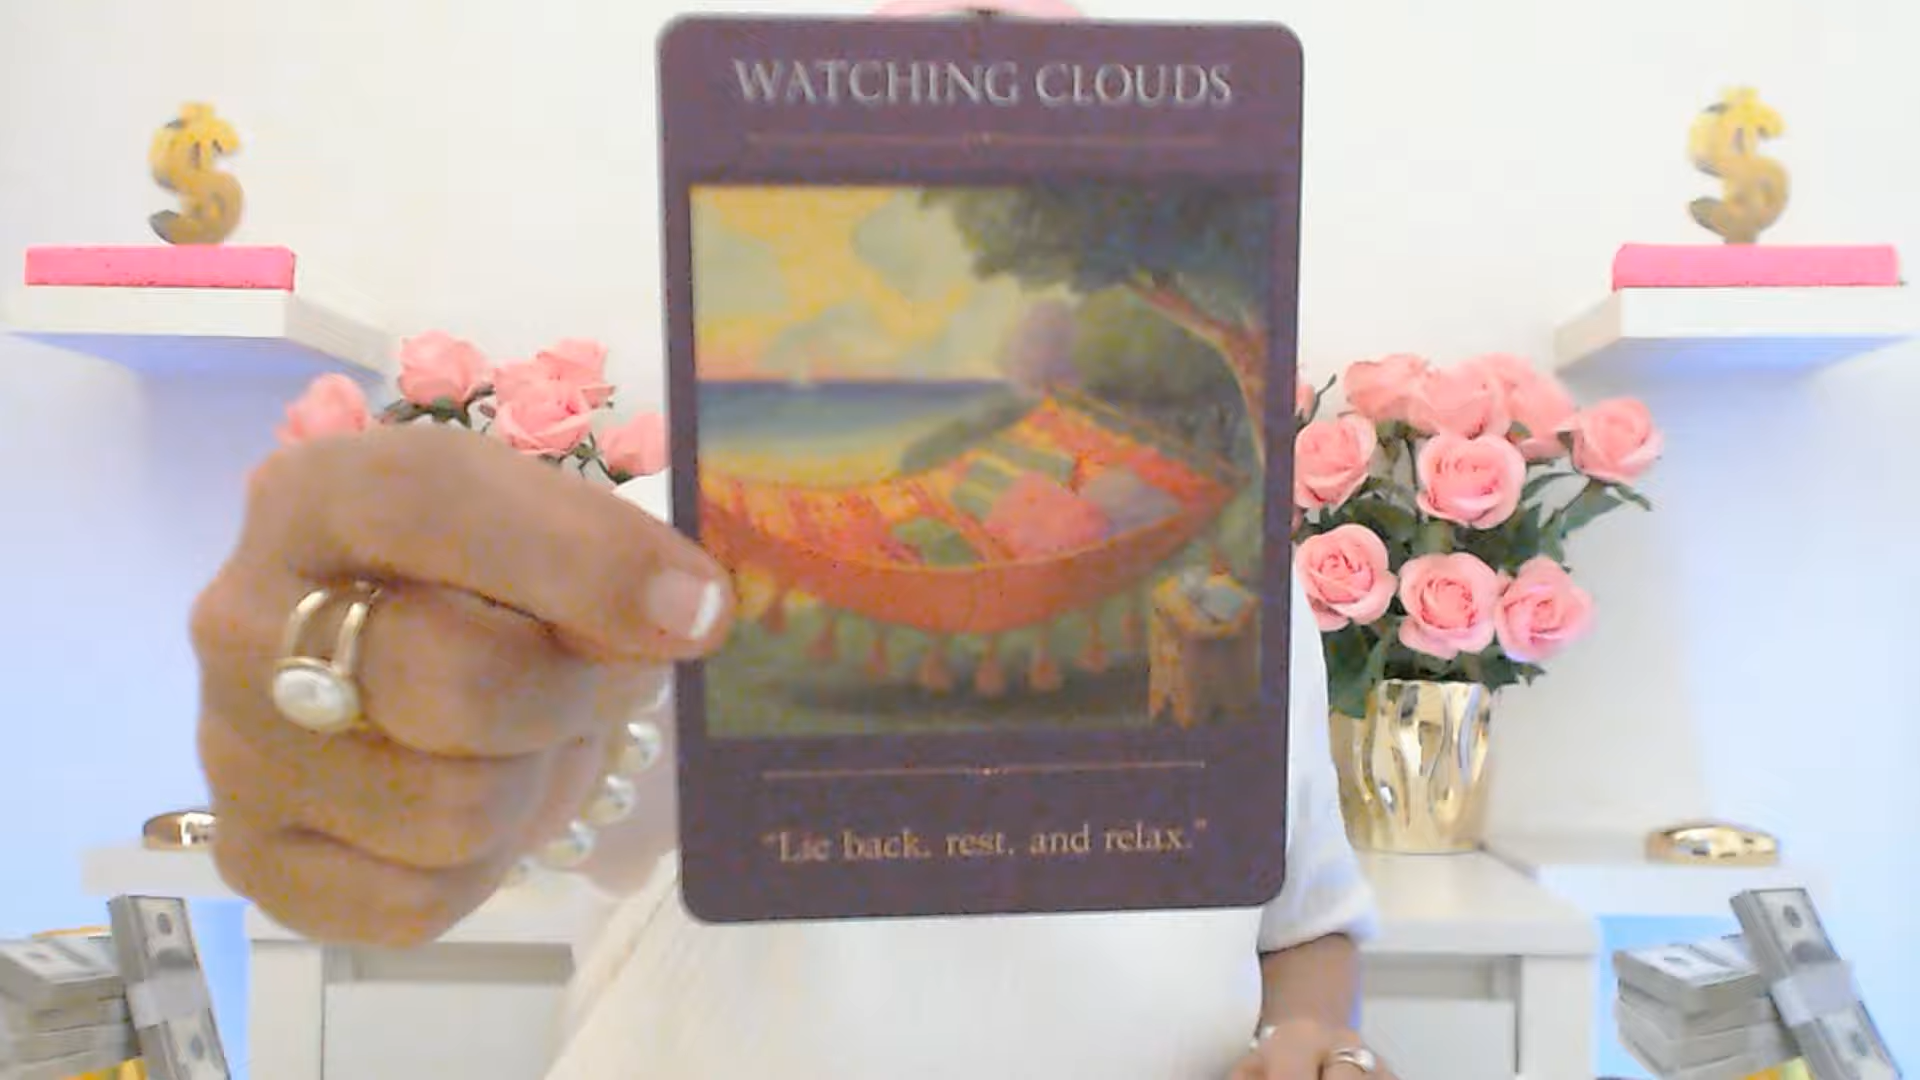 WATCHING CLOUDS
"Lie back, rest, and relax."